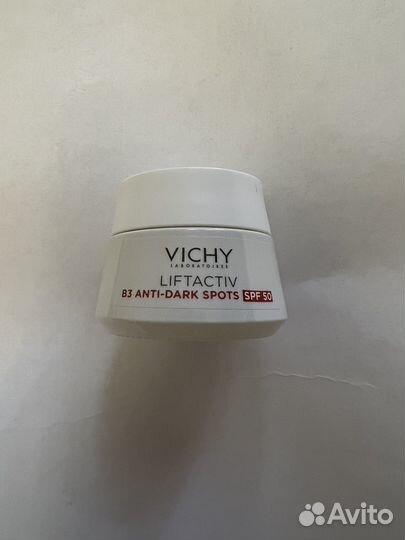 VICHY
LABORATOIRES
LIFTACTIV
B3 ANTI-DARK SPOTS SPF 50
Avito